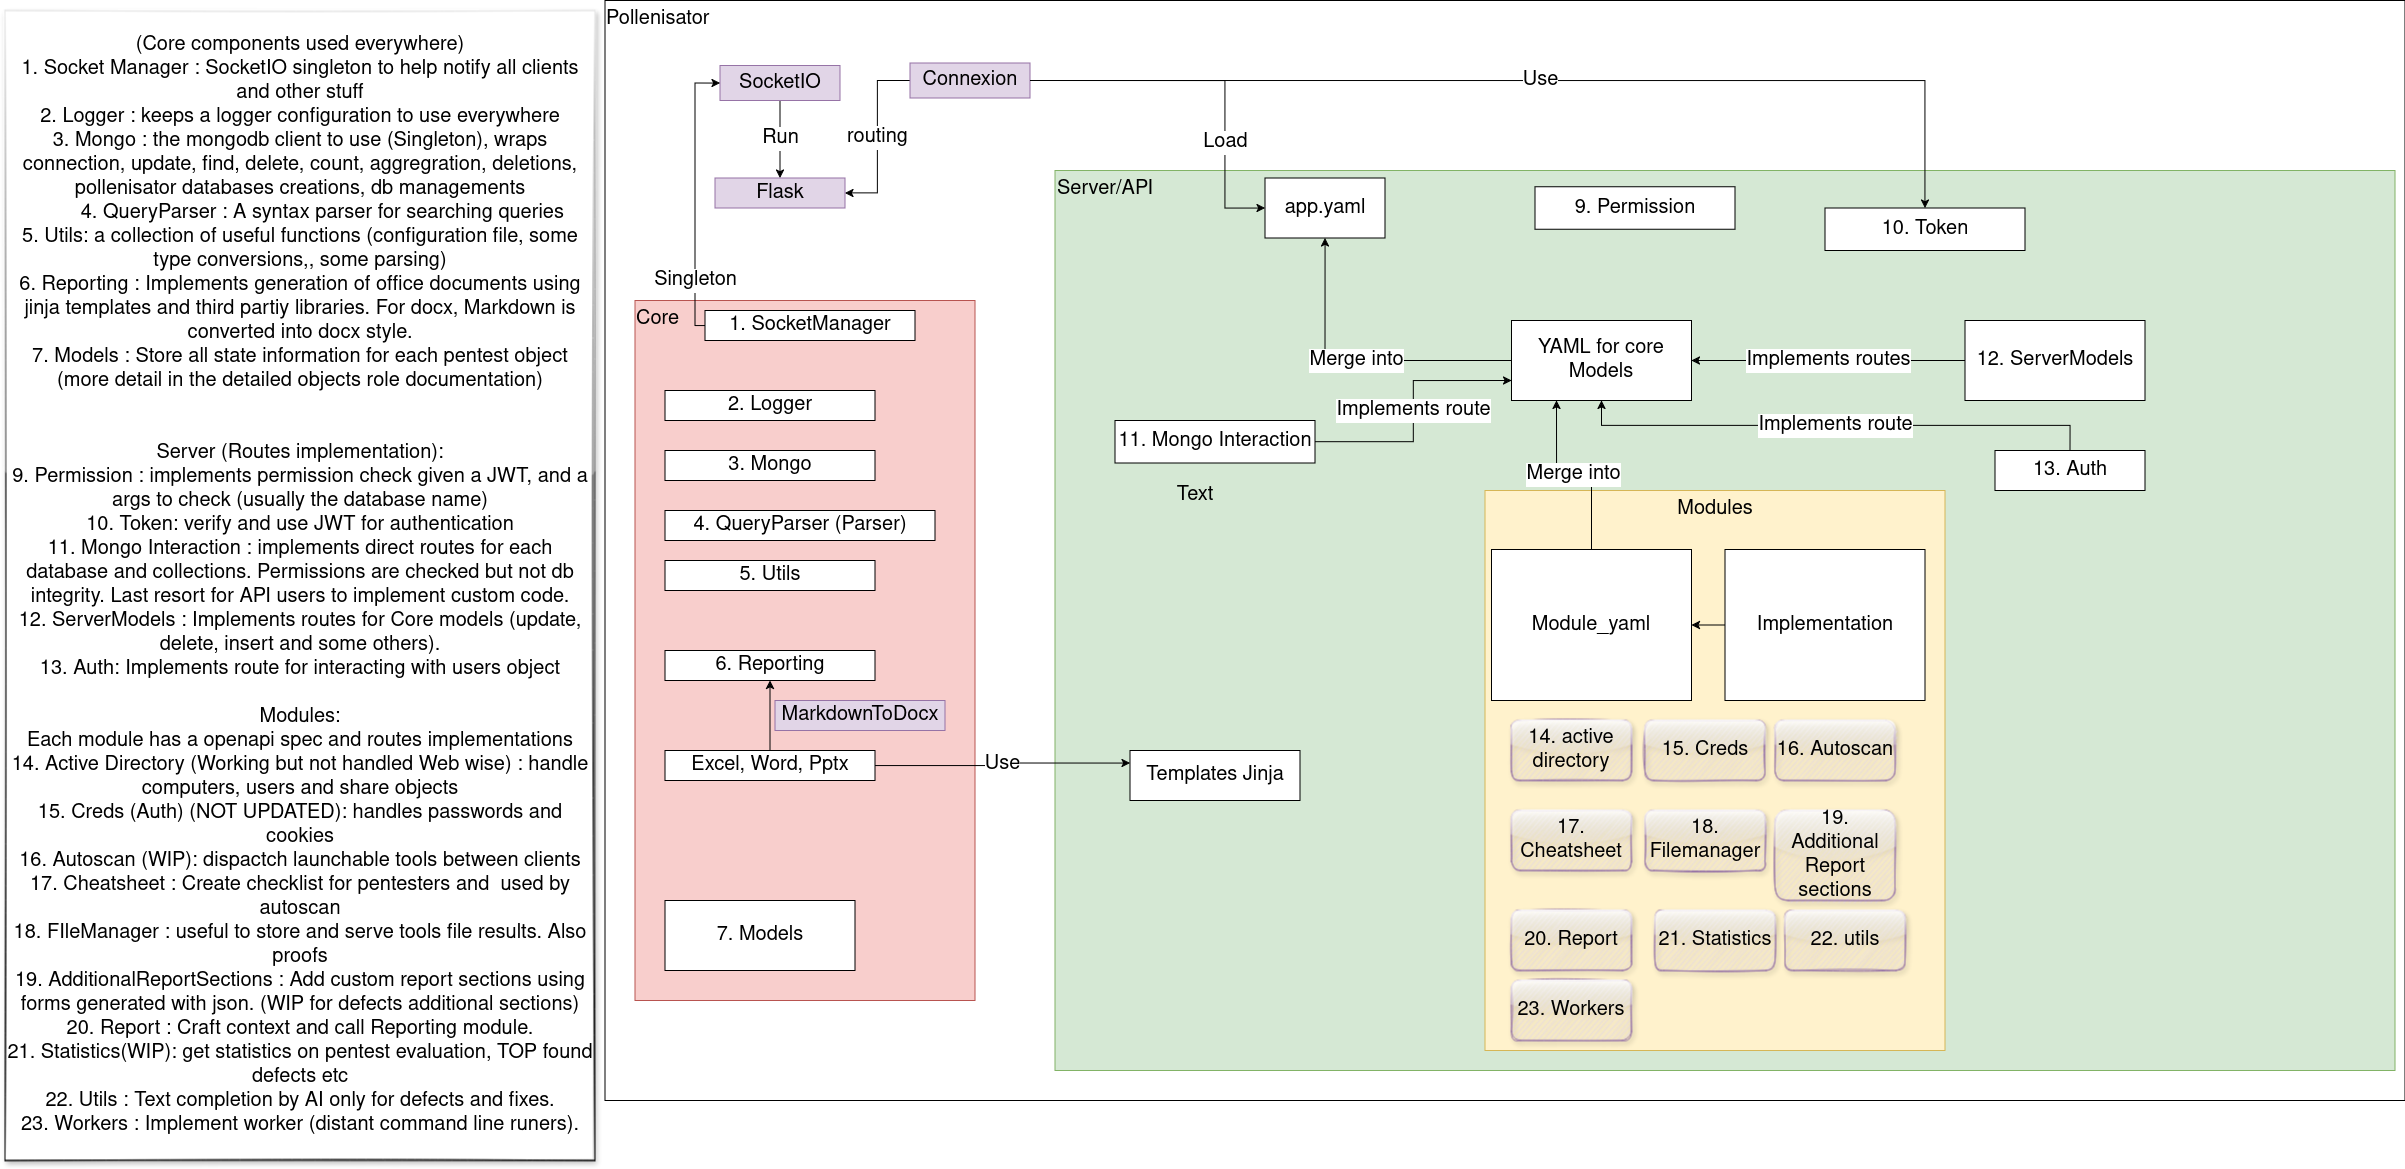 (Core components used everywhere)
1. Socket Manager : SocketIO singleton to help notify all clients
and other stuff
2. Logger : keeps a logger configuration to use everywhere
3. Mongo : the mongodb client to use (Singleton), wraps
connection, update, find, delete, count, aggregration, deletions,
pollenisator databases creations, db managements
4. QueryParser : A syntax parser for searching queries
5. Utils: a collection of useful functions (configuration file, some
type conversions,, some parsing)
6. Reporting : Implements generation of office documents using
jinja templates and third partiy libraries. For docx, Markdown is
converted into docx style.
7. Models : Store all state information for each pentest object
(more detail in the detailed objects role documentation)
Server (Routes implementation):
9. Permission : implements permission check given a JWT, and a
args to check (usually the database name)
10. Token: verify and use JWT for authentication
11. Mongo Interaction : implements direct routes for each
database and collections. Permissions are checked but not db
integrity. Last resort for API users to implement custom code.
12. ServerModels : Implements routes for Core models (update,
delete, insert and some others).
13. Auth: Implements route for interacting with users object
Modules:
Each module has a openapi spec and routes implementations
14. Active Directory (Working but not handled Web wise) : handle
computers, users and share objects
15. Creds (Auth) (NOT UPDATED): handles passwords and
cookies
16. Autoscan (WIP): dispactch launchable tools between clients
17. Cheatsheet : Create checklist for pentesters and  used by
autoscan
18. FIleManager : useful to store and serve tools file results. Also
proofs
19. AdditionalReportSections : Add custom report sections using
forms generated with json. (WIP for defects additional sections)
20. Report : Craft context and call Reporting module.
21. Statistics(WIP): get statistics on pentest evaluation, TOP found
defects etc
22. Utils : Text completion by AI only for defects and fixes.
23. Workers : Implement worker (distant command line runers).
Pollenisator
SocketIO
Connexion
Use
Run
routing
Load
Flask
Singleton
Core
1. SocketManager
2. Logger
3. Mongo
4. QueryParser (Parser)
5. Utils
6. Reporting
MarkdownToDocx
Excel, Word, Pptx
Use
7. Models
Server/API
app.yaml
9. Permission
10. Token
Merge into
YAML for core
Models
Implements routes
12. ServerModels
Implements route
11. Mongo Interaction
Implements route
13. Auth
Text
Merge into
Templates Jinja
Modules
Module_yaml
Implementation
14. active
directory
15. Creds
16. Autoscan
17.
Cheatsheet
18.
Filemanager
19.
Additional
Report
sections
20. Report
21. Statistics
22. utils
23. Workers